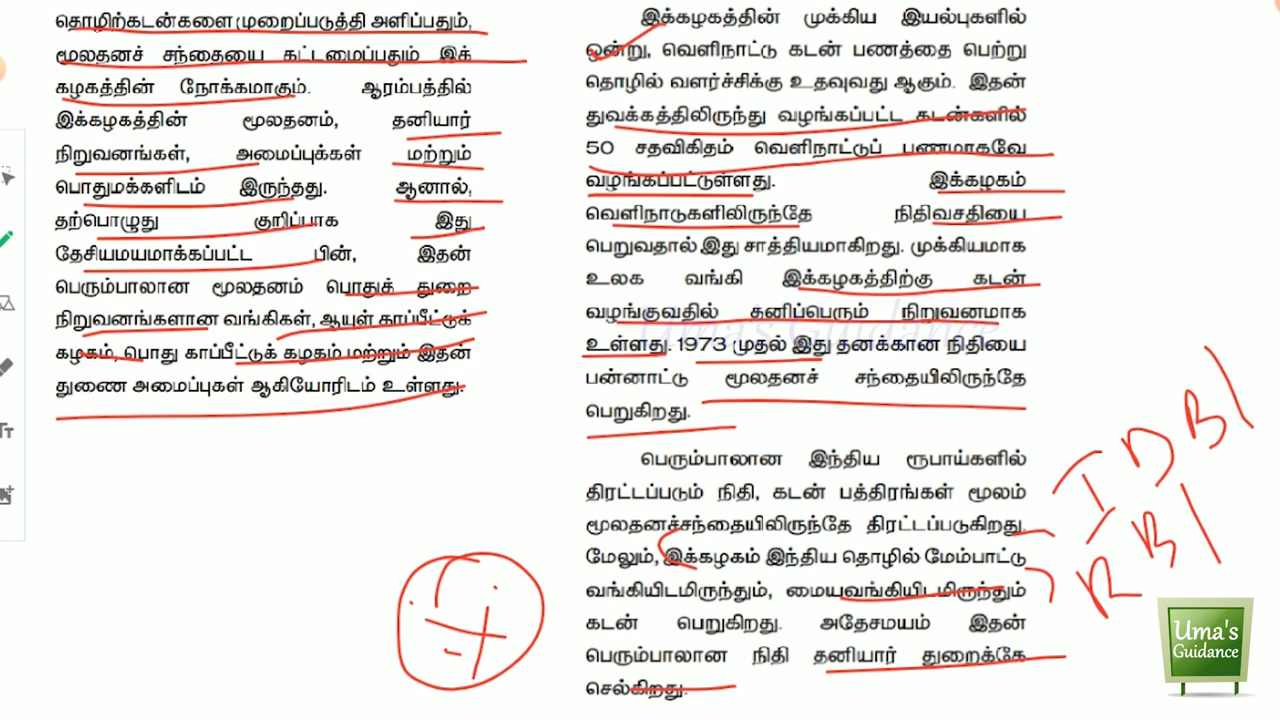 தொழிற்கடன்களை முறைப்படுத்தி அளிப்பதும்,
மூலதனச் சந்தையை கட்டமைப்பதும் இக்
கழகத்தின் நோக்கமாகும். ஆரம்பத்தில்
இக்கழகத்தின் மூலதனம், தனியார்
நிறுவனங்கள், அமைப்புக்கள் மற்றும்
பொதுமக்களிடம் இருந்தது. ஆனால்,
தற்பொழுது குறிப்பாக இது
தேசியமயமாக்கப்பட்ட பின், இதன்
பெரும்பாலான மூலதனம் பொதுத் துறை
நிறுவனங்களான வங்கிகள், ஆயுள் காப்பீட்டுக்
கழகம், பொது காப்பீட்டுக் கழகம் மற்றும் இதன்
துணை அமைப்புகள் ஆகியோரிடம் உள்ளது.
இக்கழகத்தின் முக்கிய இயல்புகளில்
ஒன்று, வெளிநாட்டு கடன் பணத்தை பெற்று
தொழில் வளர்ச்சிக்கு உதவுவது ஆகும். இதன்
துவக்கத்திலிருந்து வழங்கப்பட்ட கடன்களில்
50 சதவிகிதம் வெளிநாட்டுப் பணமாகவே
வழங்கப்பட்டுள்ளது. இக்கழகம்
வெளிநாடுகளிலிருந்தே நிதிவசதியை
பெறுவதால் இது சாத்தியமாகிறது. முக்கியமாக
உலக வங்கி இக்கழகத்திற்கு கடன்
வழங்குவதில் தனிப்பெரும் நிறுவனமாக
உள்ளது. 1973 முதல் இது தனக்கான நிதியை
பன்னாட்டு மூலதனச் சந்தையிலிருந்தே
பெறுகிறது.
பெரும்பாலான இந்திய ரூபாய்களில்
திரட்டப்படும் நிதி, கடன் பத்திரங்கள் மூலம்
மூலதனச்சந்தையிலிருந்தே திரட்டப்படுகிறது.
மேலும், இக்கழகம் இந்திய தொழில் மேம்பாட்டு
வங்கியிடமிருந்தும், மையவங்கியிடமிருந்தும்
கடன் பெறுகிறது. அதேசமயம் இதன்
பெரும்பாலான நிதி தனியார் துறைக்கே
செல்கிறது.
IDBI
RBI
Uma's Guidance
Uma's
Guidance